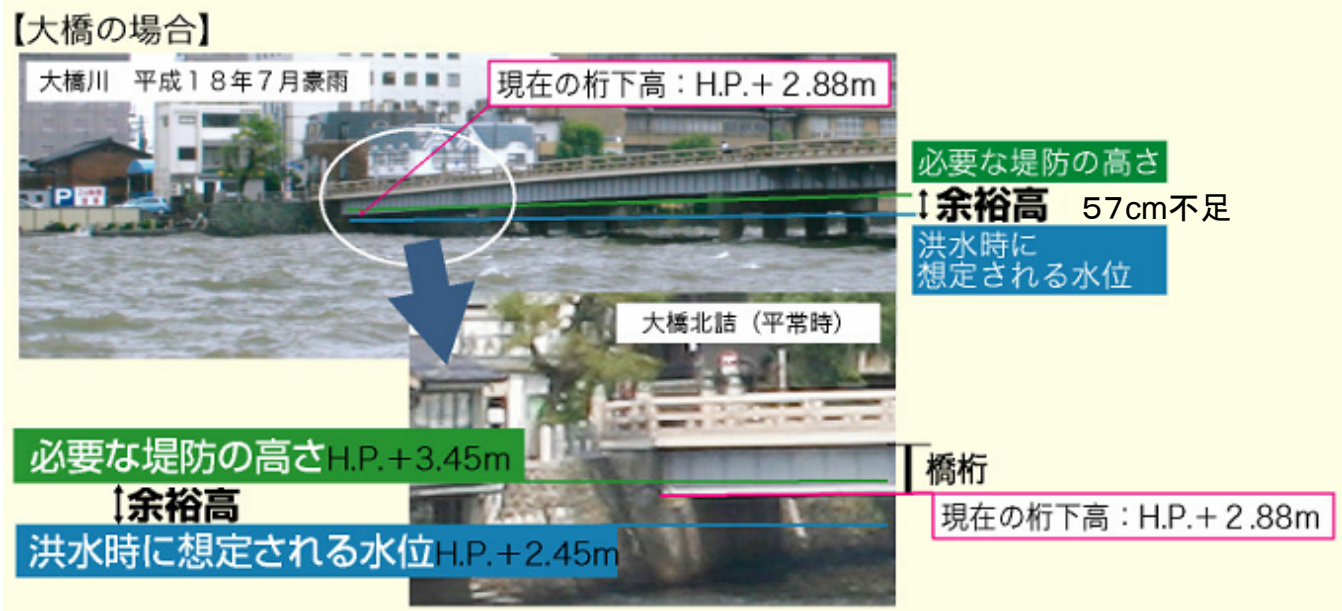 【大橋の場合】
大橋川　平成１８年７月豪雨
現在の桁下高：H.P.＋2.88m
必要な堤防の高さ
↕余裕高　57cm不足
洪水時に
想定される水位
P
大橋北詰（平常時）
必要な堤防の高さH.P.＋3.45m
↕余裕高
洪水時に想定される水位H.P.＋2.45m
橋桁
現在の桁下高：H.P.＋2.88m